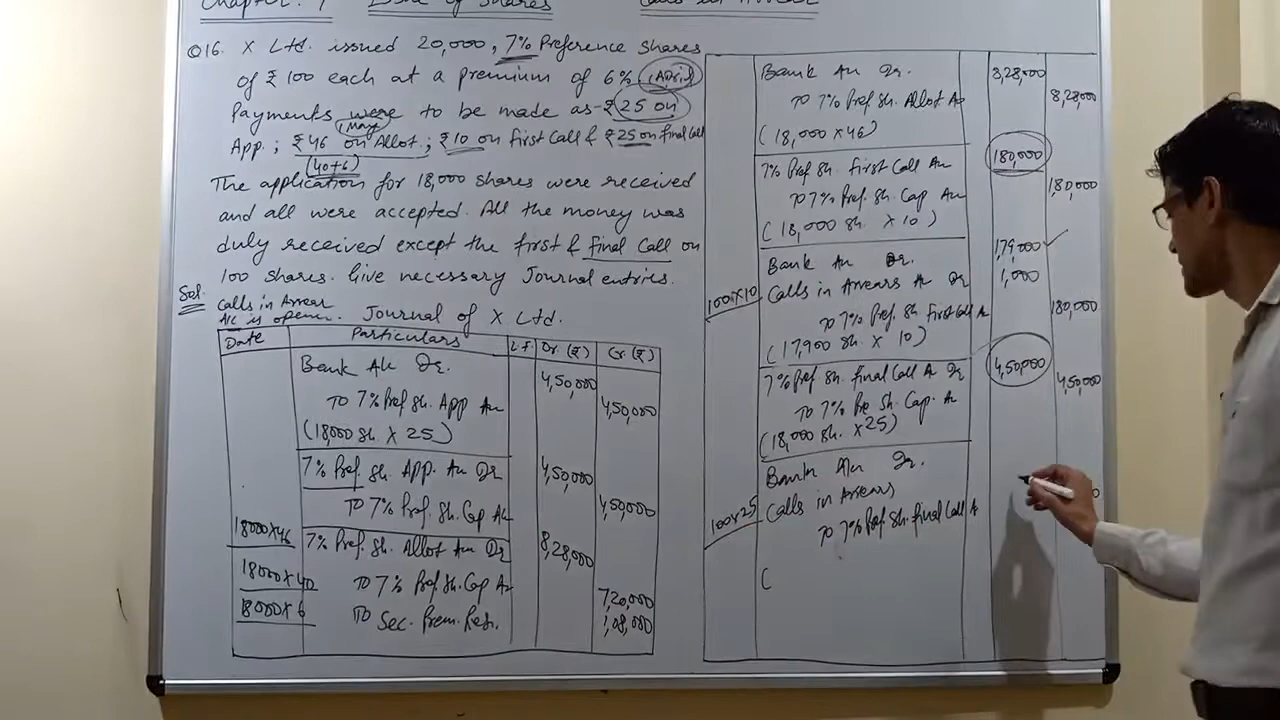 Chapter: 
Issue of Shares
Calls in Arrear
Q16. X Ltd. issued 20,000, 7% Preference Shares
of ₹100 each at a premium of 6%
Payments were to be made as - ₹25 on
(1 May)
App; ₹46 on Allot.; ₹10 on First Call & ₹25 on Final Call
(40+6)
The application for 18,000 shares were received
and all were accepted. All the money was
duly received except the first & final call on
100 shares. Give necessary Journal entries.
Sol. Calls in Arrear
A/c is opened. Journal of X Ltd.
Date Particulars L.F Dr. (₹) Cr. (₹)
Bank A/c Dr. 4,50,000
To 7% Pref Sh. App A/c 4,50,000
(18,000 Sh. X 25)
7% Pref. Sh. App. A/c Dr 4,50,000
To 7% Pref. Sh. Cap A/c 4,50,000
18000X46 7% Pref. Sh. Allot A/c Dr 8,28,000
18000X40 To 7% Pref. Sh. Cap A/c 7,20,000
18000X6 To Sec. Prem. Res. 1,08,000
Bank A/c Dr. 8,28,000
To 7% Pref. Sh. Allot A/c 8,28,000
(18,000 X 46)
7% Pref Sh. First Call A/c 180,000
To 7% Pref. Sh. Cap A/c 1,80,000
(18,000 Sh. X 10)
Bank A/c Dr. 1,79,000
100X10 Calls in Arrears A/c Dr 1,000
To 7% Pref Sh. First Call A/c 180,000
(17,900 Sh. X 10)
7% Pref Sh. Final Call A/c Dr 4,50,000
To 7% Pre Sh. Cap. A/c 4,50,000
(18,000 Sh. X 25)
Bank A/c Dr.
100X25 Calls in Arrears
To 7% Pref. Sh. Final Call A
(